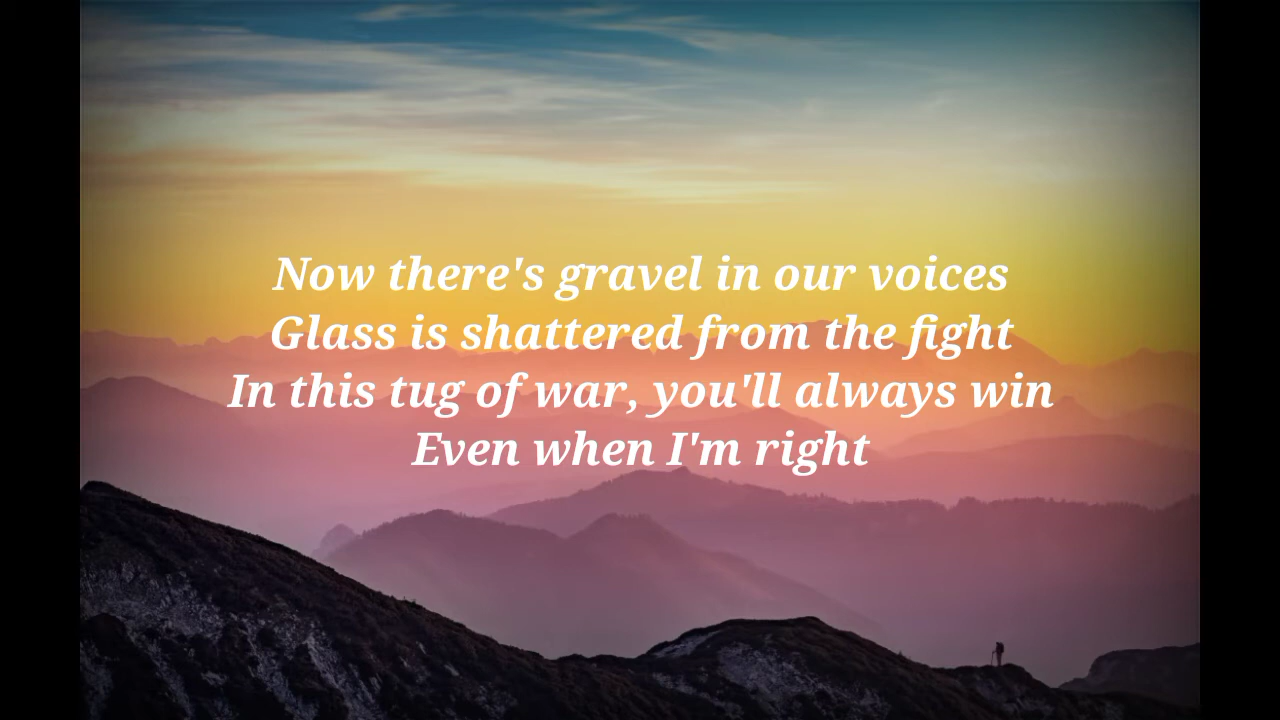 Now there's gravel in our voices
Glass is shattered from the fight
In this tug of war, you'll always win
Even when I'm right